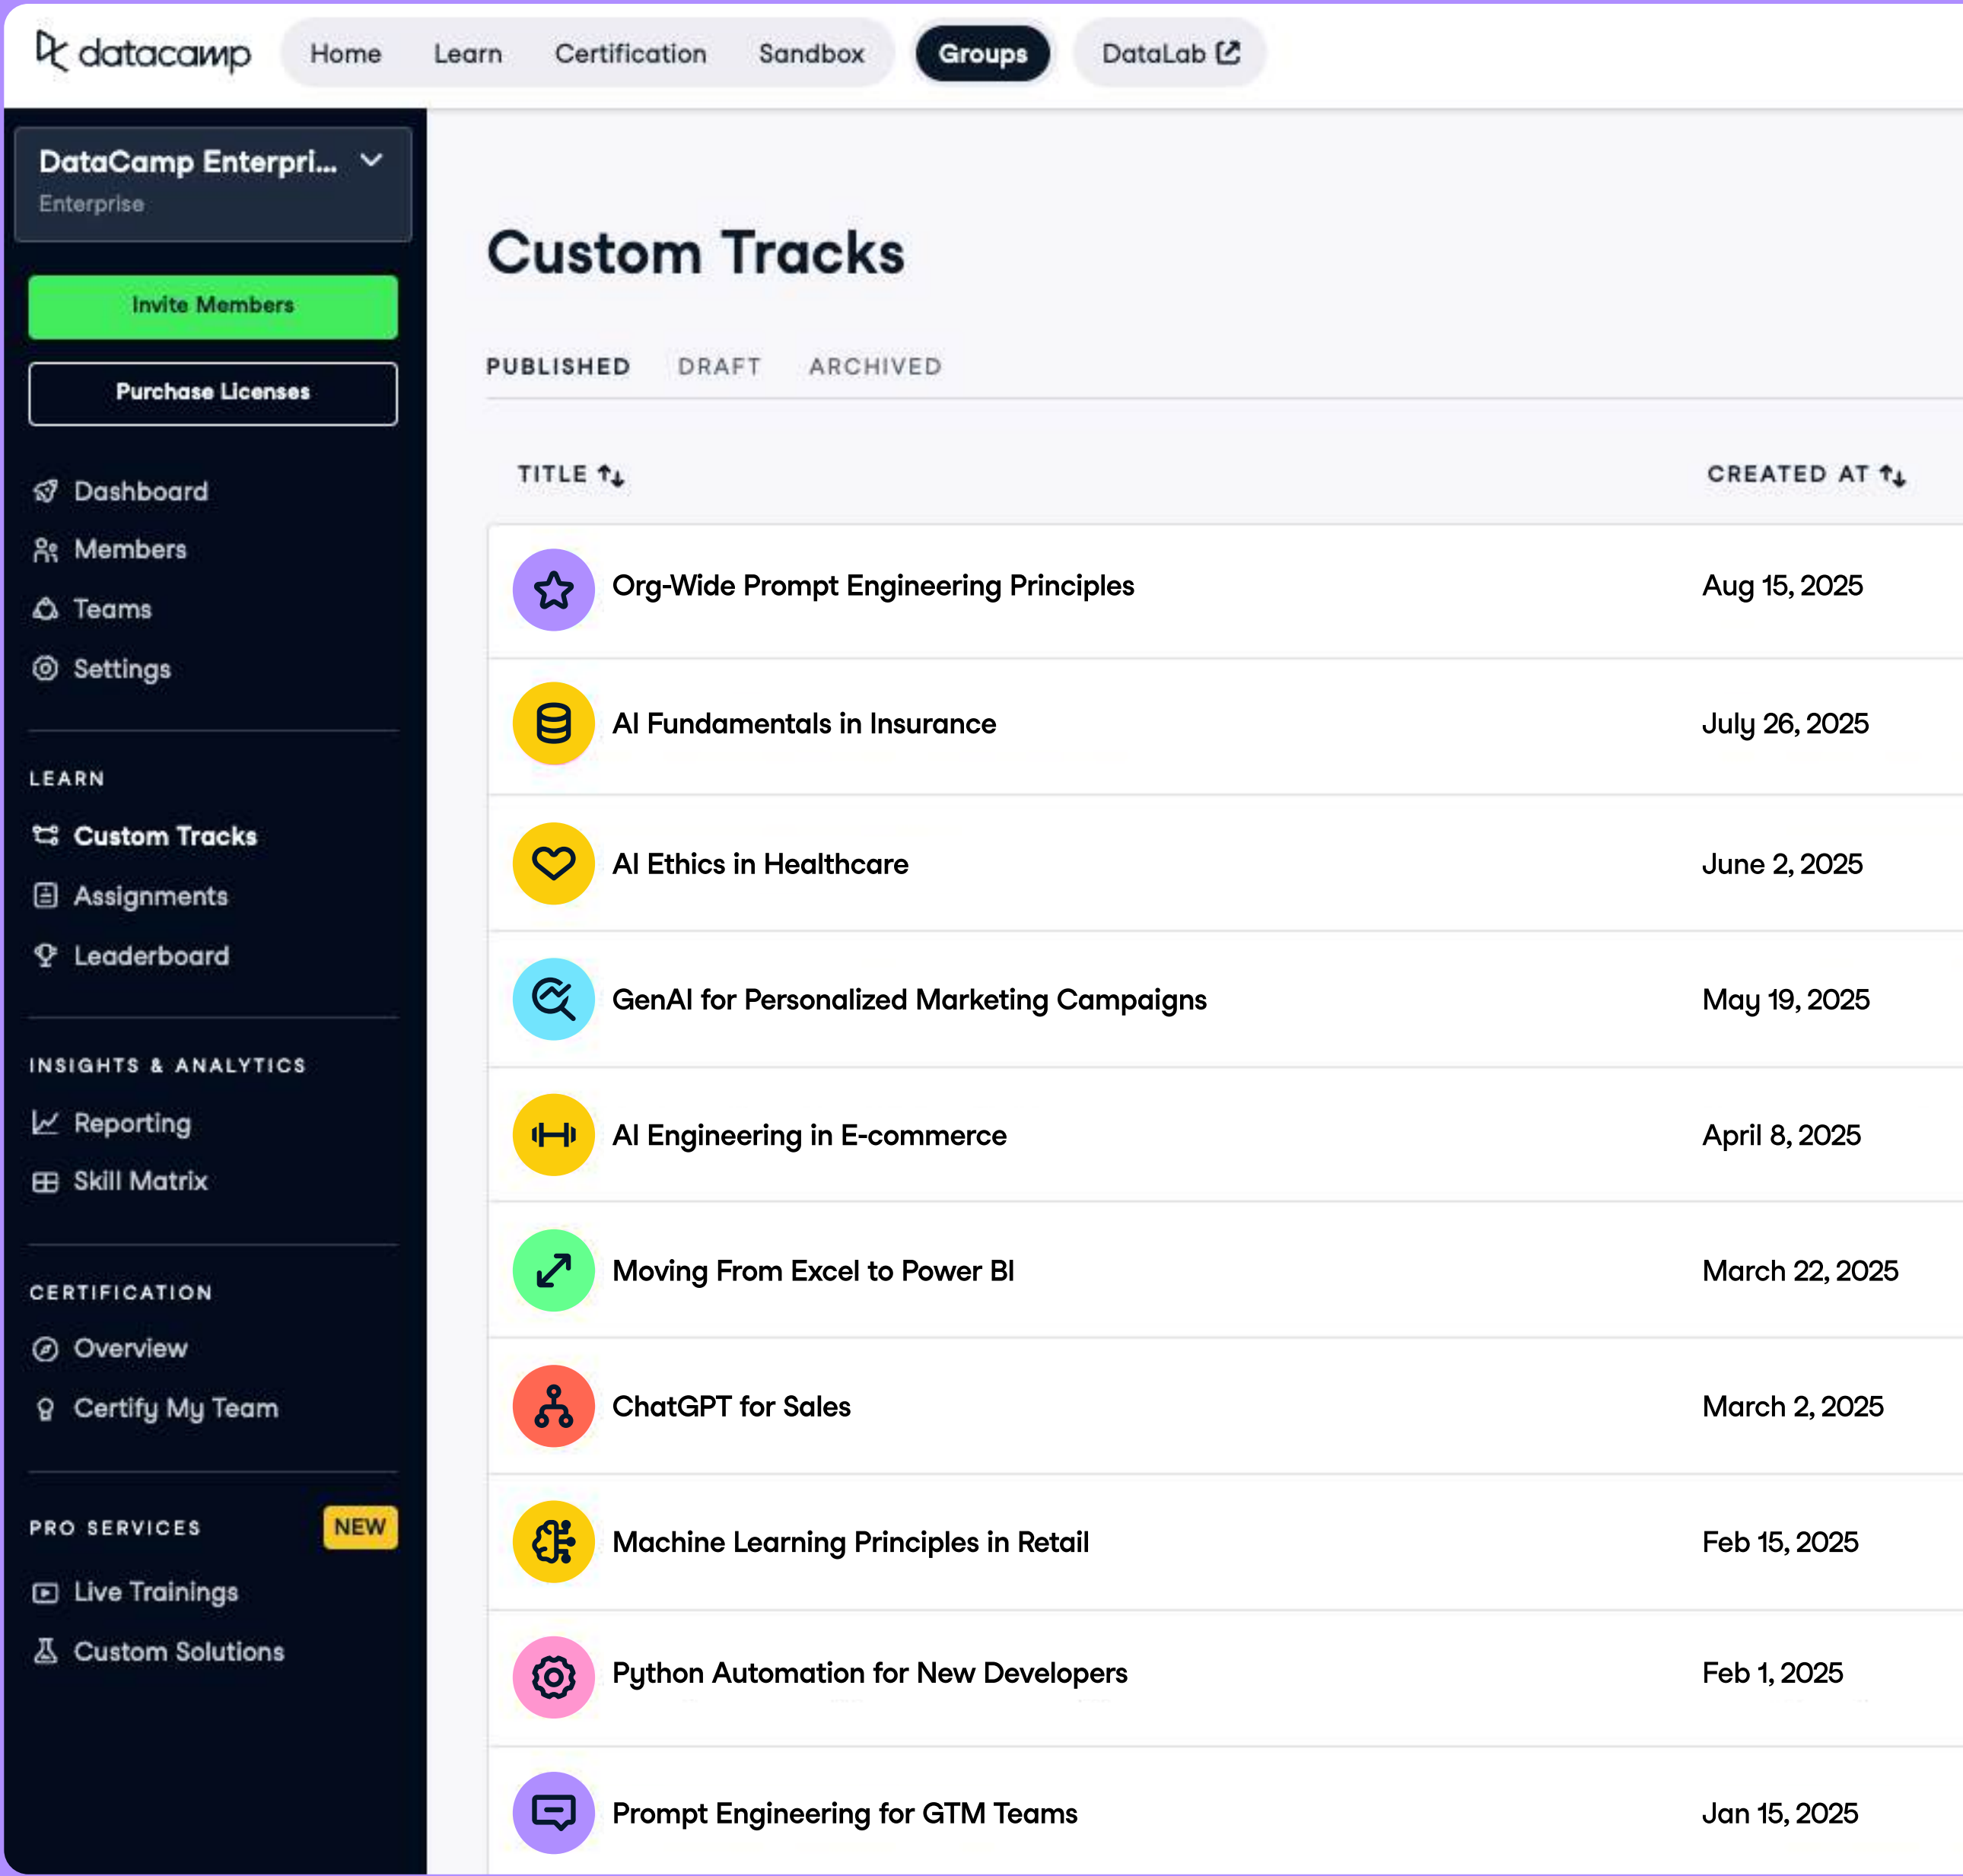 datacamp Home Learn Certification Sandbox Groups DataLab
DataCamp Enterpri...
Enterprise
Invite Members
Purchase Licenses
Dashboard
Members
Teams
Settings
LEARN
Custom Tracks
Assignments
Leaderboard
INSIGHTS & ANALYTICS
Reporting
Skill Matrix
CERTIFICATION
Overview
Certify My Team
PRO SERVICES NEW
Live Trainings
Custom Solutions
Custom Tracks
PUBLISHED DRAFT ARCHIVED
TITLE CREATED AT
Org-Wide Prompt Engineering Principles Aug 15, 2025
AI Fundamentals in Insurance July 26, 2025
AI Ethics in Healthcare June 2, 2025
GenAI for Personalized Marketing Campaigns May 19, 2025
AI Engineering in E-commerce April 8, 2025
Moving From Excel to Power BI March 22, 2025
ChatGPT for Sales March 2, 2025
Machine Learning Principles in Retail Feb 15, 2025
Python Automation for New Developers Feb 1, 2025
Prompt Engineering for GTM Teams Jan 15, 2025